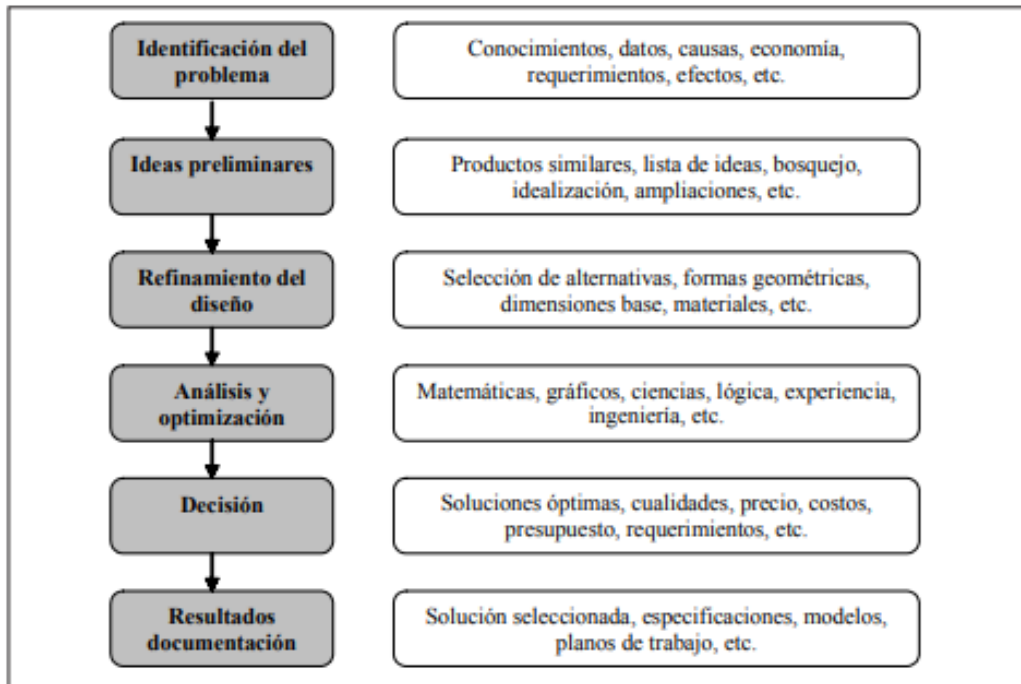 Identificación del
problema
Conocimientos, datos, causas, economía,
requerimientos, efectos, etc.
Ideas preliminares
Productos similares, lista de ideas, bosquejo,
idealización, ampliaciones, etc.
Refinamiento del
diseño
Selección de alternativas, formas geométricas,
dimensiones base, materiales, etc.
Análisis y
optimización
Matemáticas, gráficos, ciencias, lógica, experiencia,
ingeniería, etc.
Decisión
Soluciones óptimas, cualidades, precio, costos,
presupuesto, requerimientos, etc.
Resultados
documentación
Solución seleccionada, especificaciones, modelos,
planos de trabajo, etc.